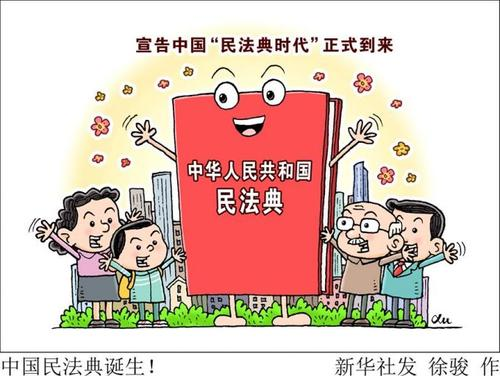 宣告中国“民法典时代”正式到来
中华人民共和国
民法典
中国民法典诞生！
新华社发 徐骏 作